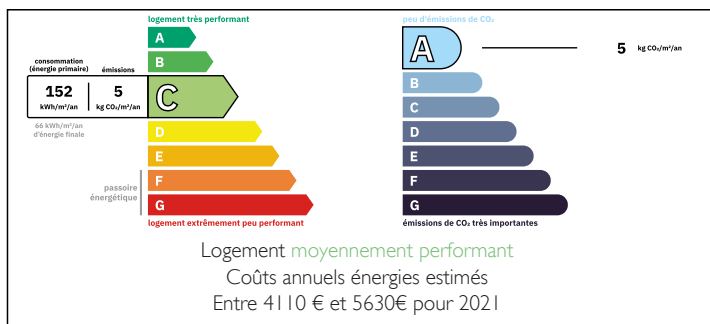 logement très performant
A
B
consommation
(énergie primaire)
émissions
152
kWh/m²/an
5
kg CO₂/m²/an
C
66 kWh/m²/an
d'énergie finale
D
E
passoire
énergétique
F
G
logement extrêmement peu performant
peu d'émissions de CO₂
A
5 kg CO₂/m²/an
B
C
D
E
F
G
émissions de CO₂ très importantes
Logement moyennement performant
Coûts annuels énergies estimés
Entre 4110 € et 5630€ pour 2021